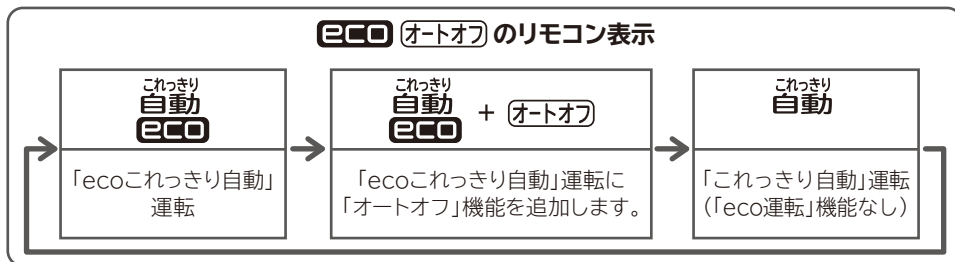 eco オートオフ のリモコン表示
これっきり
自動
eco
「ecoこれっきり自動」
運転
これっきり
自動
eco + オートオフ
「ecoこれっきり自動」運転に
「オートオフ」機能を追加します。
これっきり
自動
「これっきり自動」運転
(「eco運転」機能なし)